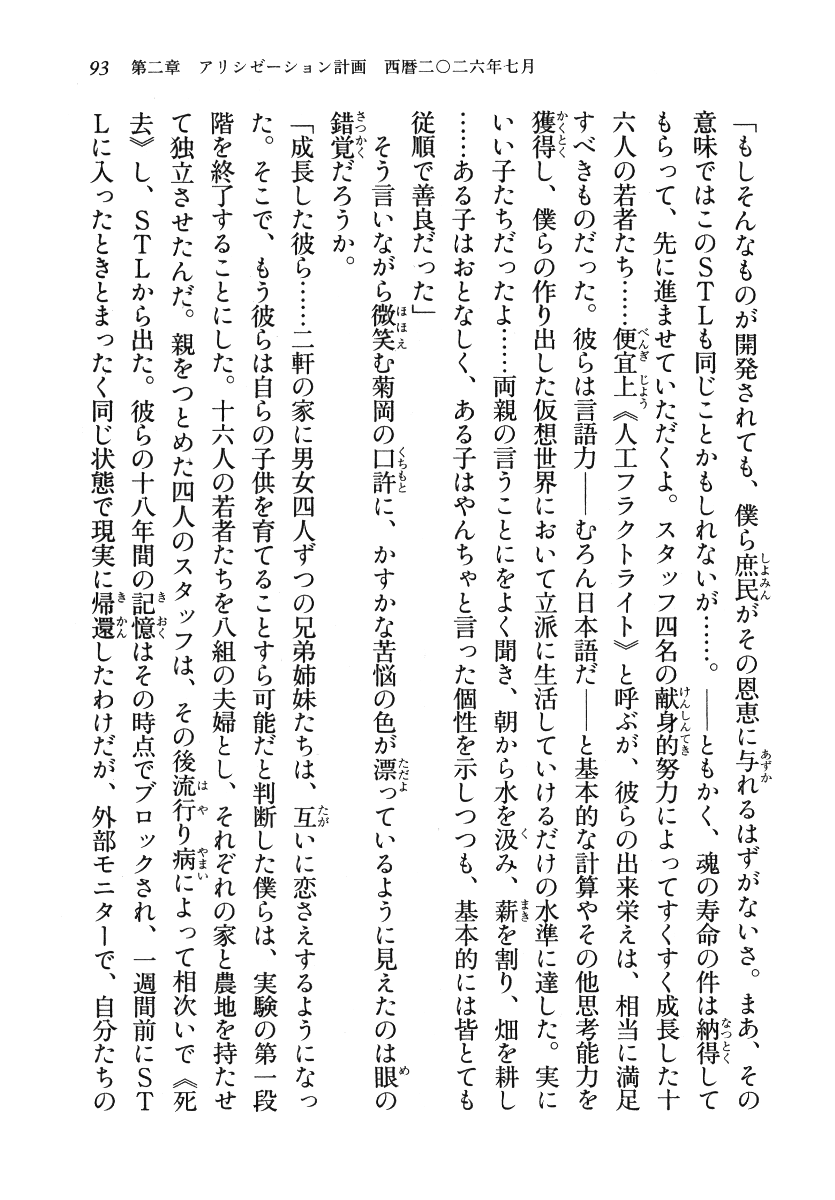 93　第二章　アリシゼーション計画　西暦二〇二六年七月
「もしそんなものが開発されても、僕ら庶民がその恩恵に与れるはずがないさ。まあ、その
意味ではこのSTLも同じことかもしれないが……。――ともかく、魂の寿命の件は納得して
もらって、先に進ませていただくよ。スタッフ四名の献身的努力によってすくすく成長した十
六人の若者たち……便宜上《人工フラクトライト》と呼ぶが、彼らの出来栄えは、相当に満足
すべきものだった。彼らは言語力――むろん日本語だ――と基本的な計算やその他思考能力を
獲得し、僕らの作り出した仮想世界において立派に生活していけるだけの水準に達した。実に
いい子たちだったよ……両親の言うことにをよく聞き、朝から水を汲み、薪を割り、畑を耕し
……ある子はおとなしく、ある子はやんちゃと言った個性を示しつつも、基本的には皆とても
従順で善良だった」
　そう言いながら微笑む菊岡の口許に、かすかな苦悩の色が漂っているように見えたのは眼の
錯覚だろうか。
「成長した彼ら……二軒の家に男女四人ずつの兄弟姉妹たちは、互いに恋さえするようになっ
た。そこで、もう彼らは自らの子供を育てることすら可能だと判断した僕らは、実験の第一段
階を終了することにした。十六人の若者たちを八組の夫婦とし、それぞれの家と農地を持たせ
て独立させたんだ。親をつとめた四人のスタッフは、その後流行り病によって相次いで《死
去》し、STLから出た。彼らの十八年間の記憶はその時点でブロックされ、一週間前にST
Lに入ったときとまったく同じ状態で現実に帰還したわけだが、外部モニターで、自分たちの